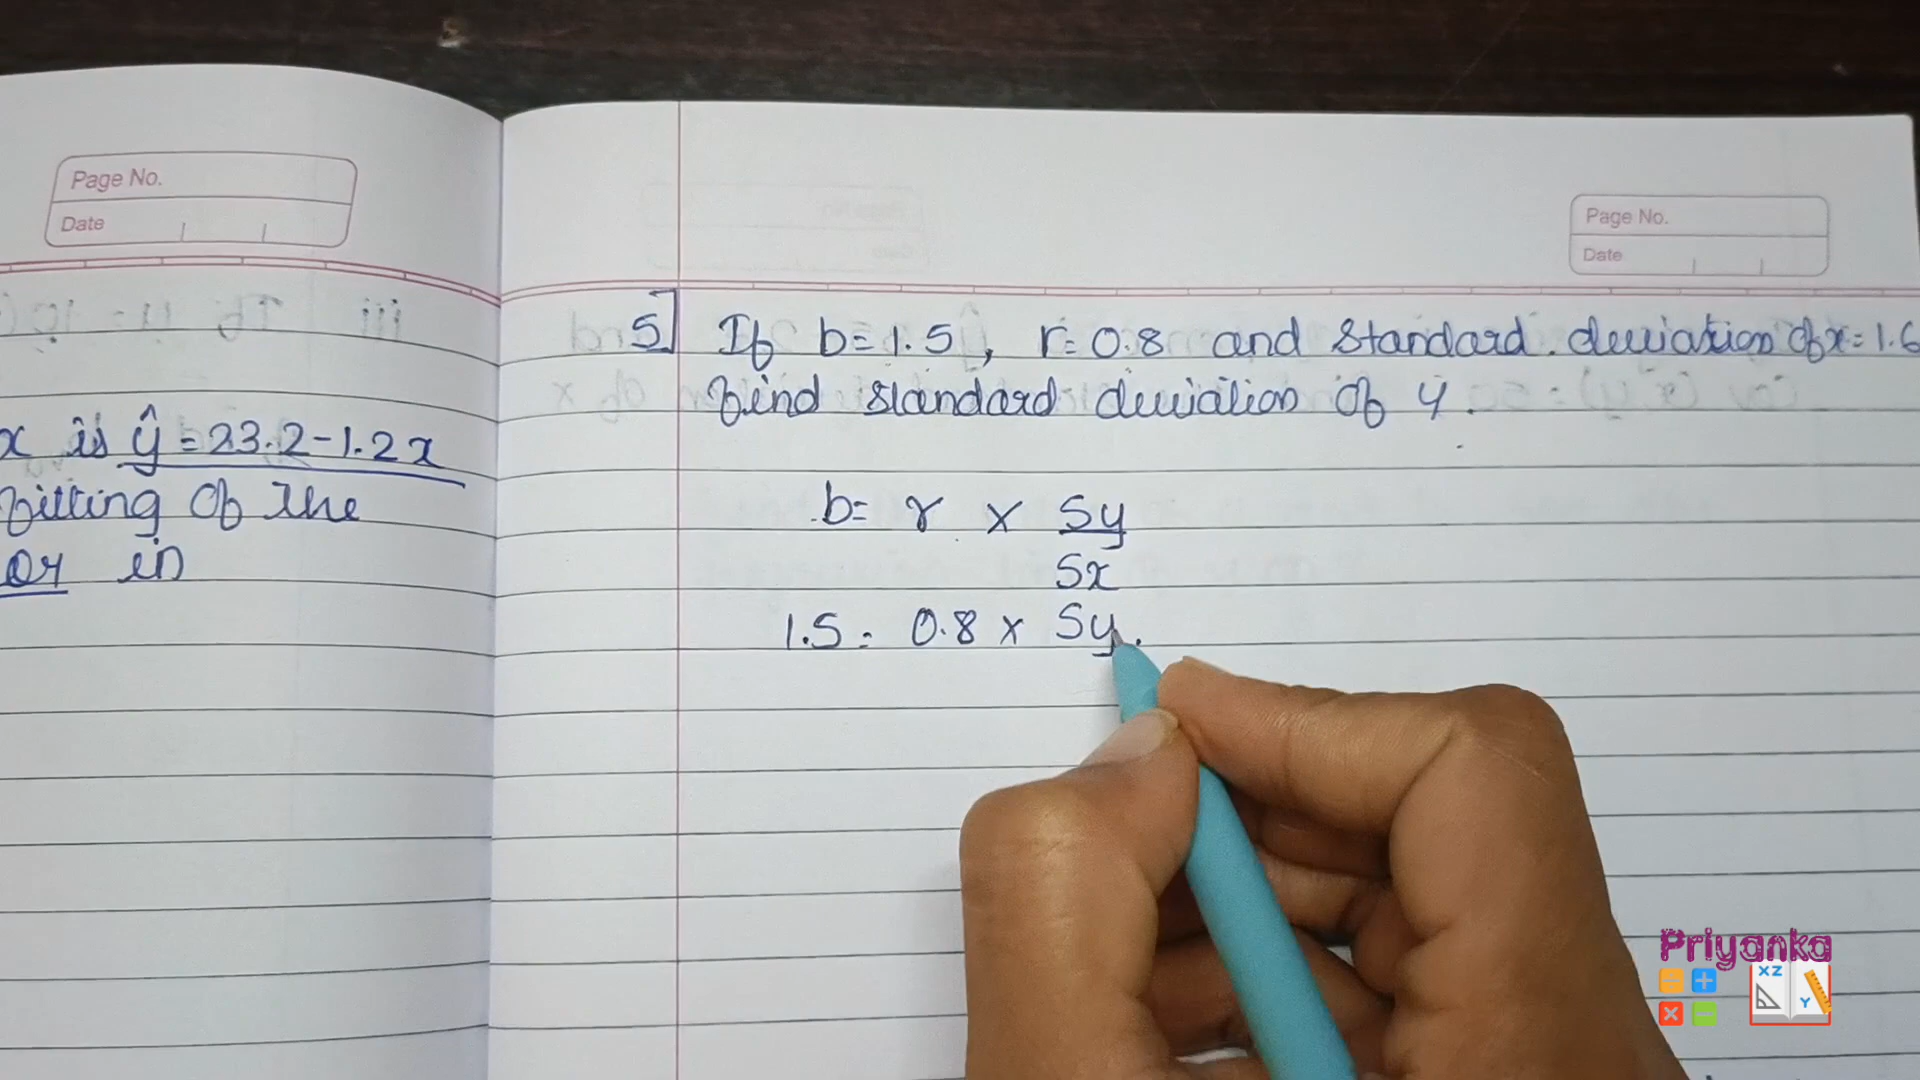 Page No.
Date
x is ŷ = 23.2 - 1.2x
fitting of the
or in
Page No.
Date
5] If b = 1.5, r = 0.8 and standard deviation of x = 1.6
find standard deviation of y.
b = r × Sy
Sx
1.5 = 0.8 × Sy
Priyanka
XZ
Y